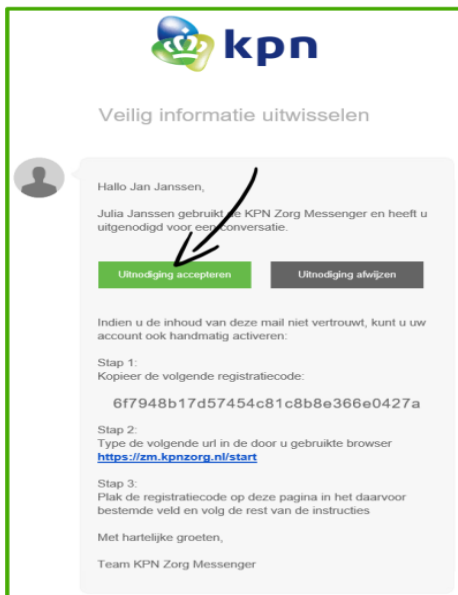 kpn
Veilig informatie uitwisselen
Hallo Jan Janssen,
Julia Janssen gebruikt de KPN Zorg Messenger en heeft u
uitgenodigd voor een conversatie.
Uitnodiging accepteren
Uitnodiging afwijzen
Indien u de inhoud van deze mail niet vertrouwt, kunt u uw
account ook handmatig activeren:
Stap 1:
Kopieer de volgende registratiecode:
6f7948b17d57454c81c8b8e366e0427a
Stap 2:
Type de volgende url in de door u gebruikte browser
https://zm.kpnzorg.nl/start
Stap 3:
Plak de registratiecode op deze pagina in het daarvoor
bestemde veld en volg de rest van de instructies
Met hartelijke groeten,
Team KPN Zorg Messenger